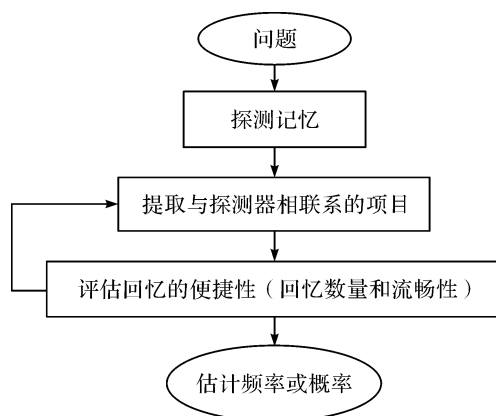 问题
探测记忆
提取与探测器相联系的项目
评估回忆的便捷性（回忆数量和流畅性）
估计频率或概率